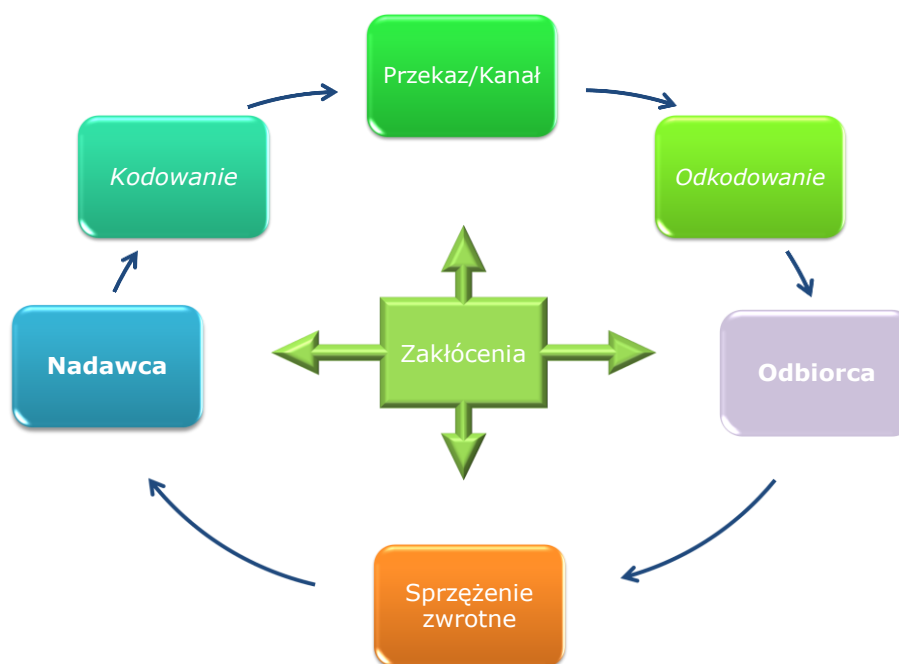 Przekaz/Kanał
Kodowanie
Odkodowanie
Nadawca
Zakłócenia
Odbiorca
Sprzężenie
zwrotne